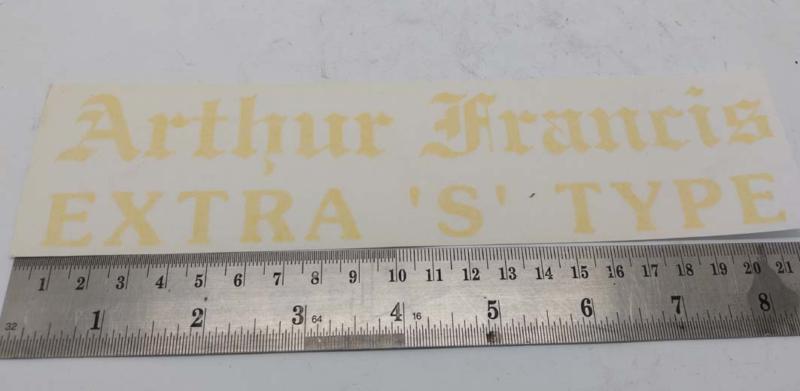 Arthur Francis
EXTRA 'S' TYPE
1 2 3 4 5 6 7 8 9 10 11 12 13 14 15 16 17 18 19 20 21
32 1 2 3 64 4 16 5 6 7 8